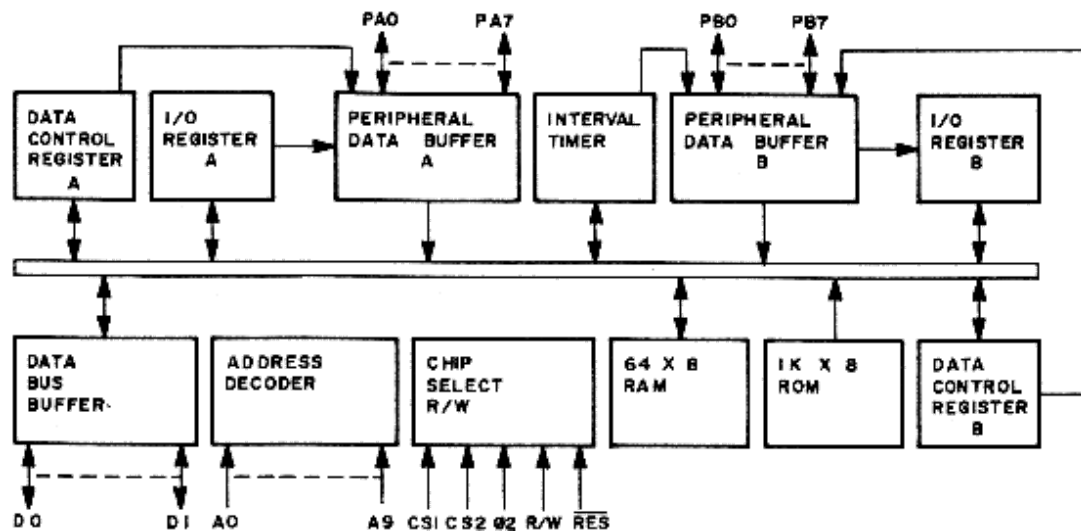 PA0 PA7 PB0 PB7
DATA CONTROL REGISTER A
I/O REGISTER A
PERIPHERAL DATA BUFFER A
INTERVAL TIMER
PERIPHERAL DATA BUFFER B
I/O REGISTER B
DATA BUS BUFFER
ADDRESS DECODER
CHIP SELECT R/W
64 X 8 RAM
1K X 8 ROM
DATA CONTROL REGISTER B
D0 D1 A0 A9 CS1 CS2 Ø2 R/W RES